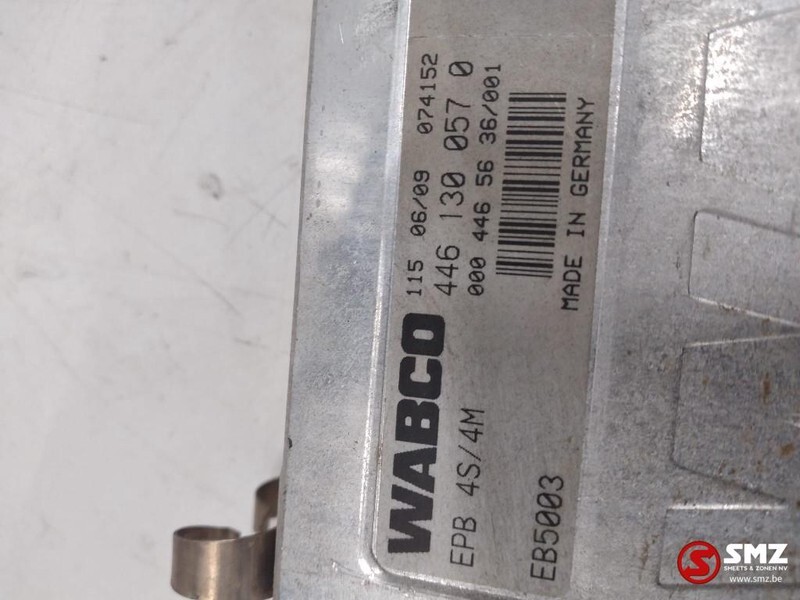 WABCO
115 06/09 074152
446 130 057 0
EPB 4S/4M
000 446 56 36/001
EB5003
MADE IN GERMANY
SMZ
SMEETS & ZONEN NV
www.smz.be